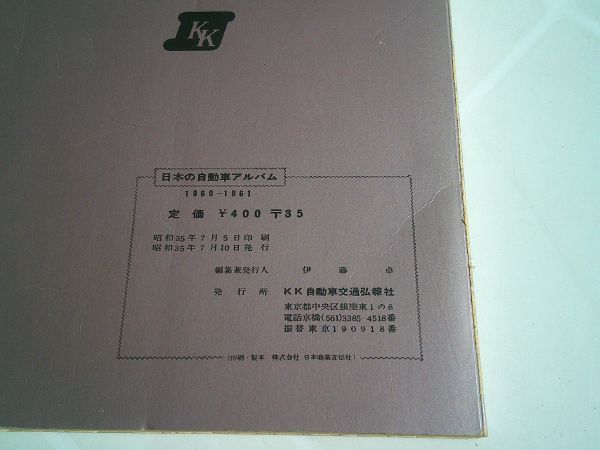 KK
日本の自動車アルバム
1960-1961
定価 ¥400 〒35
昭和35年7月5日印刷
昭和35年7月10日発行
編集兼発行人 伊藤卓
発行所 KK自動車交通弘報社
東京都中央区銀座東1の8
電話京橋(561)3385 4518番
振替東京190918番
(印刷・製本 株式会社 日本商業宣伝社)